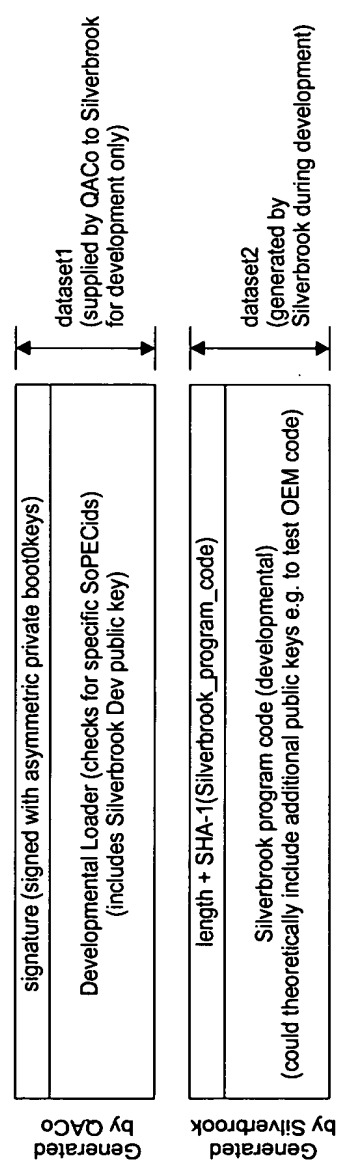 Generated
by QACo
signature (signed with asymmetric private boot0keys)
Developmental Loader (checks for specific SoPECids)
(includes Silverbrook Dev public key)
dataset1
(supplied by QACo to Silverbrook
for development only)
Generated
by Silverbrook
length + SHA-1(Silverbrook_program_code)
Silverbrook program code (developmental)
(could theoretically include additional public keys e.g. to test OEM code)
dataset2
(generated by
Silverbrook during development)